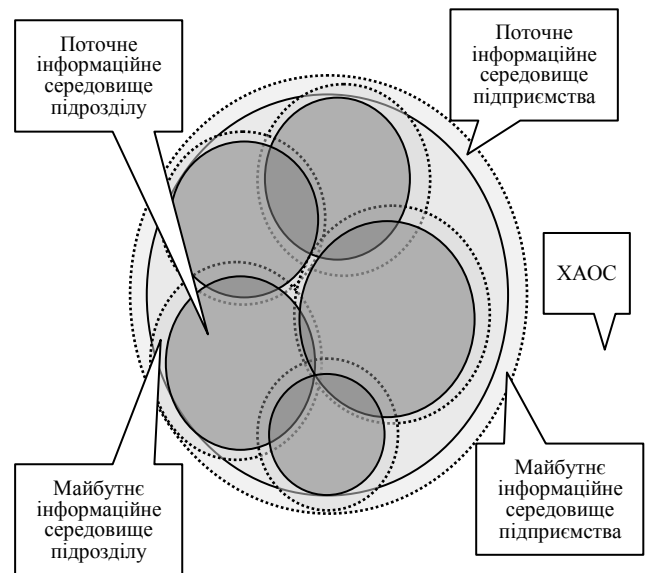 Поточне
інформаційне
середовище
підрозділу
Поточне
інформаційне
середовище
підприємства
ХАОС
Майбутнє
інформаційне
середовище
підрозділу
Майбутнє
інформаційне
середовище
підприємства